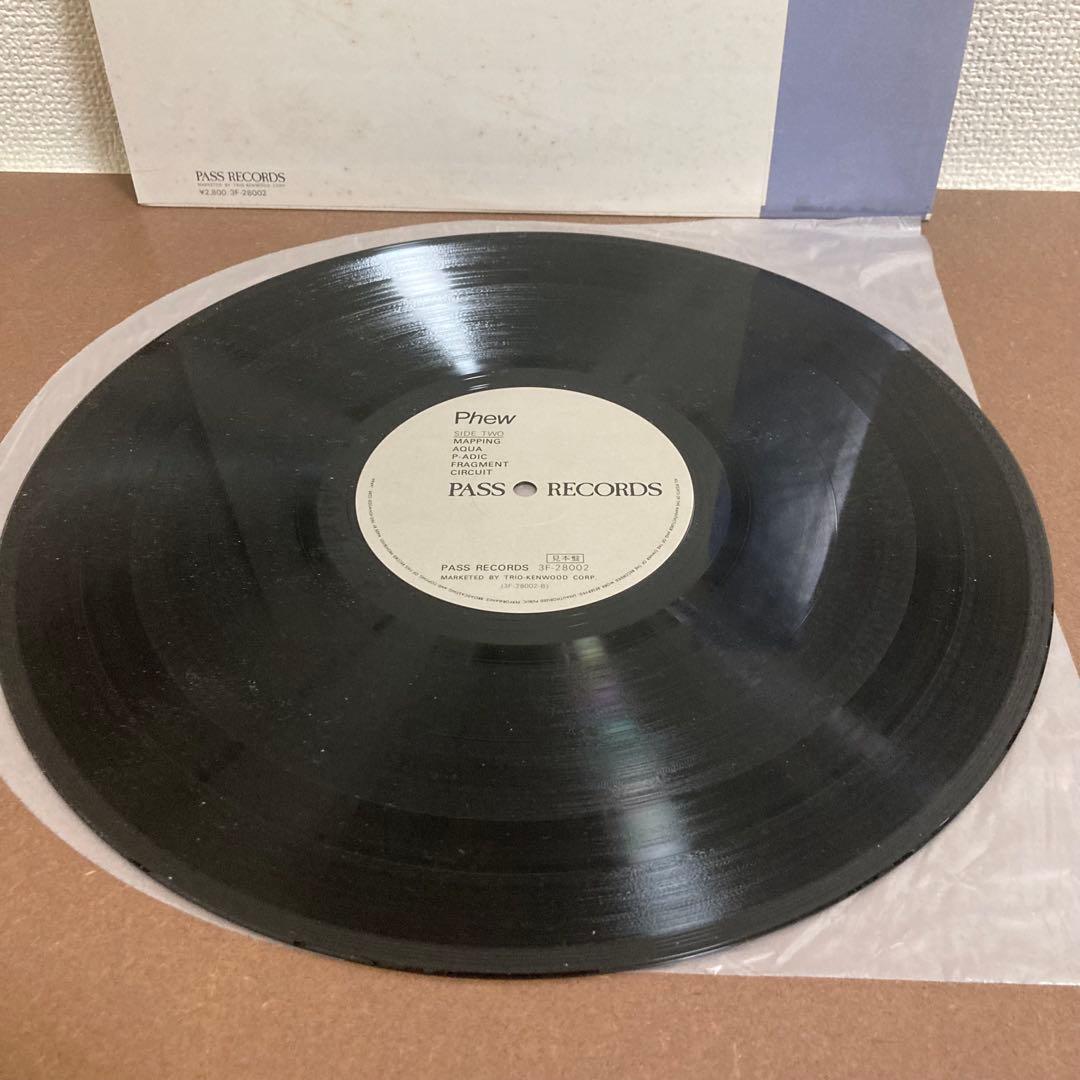 PASS RECORDS
MARKETED BY TRIO-KENWOOD CORP.
¥2,800 3F-28002
Phew
SIDE TWO
MAPPING
AQUA
P-ADIC
FRAGMENT
CIRCUIT
PASS RECORDS
見本盤
PASS RECORDS 3F-28002
MARKETED BY TRIO-KENWOOD CORP.
(3F-28002-B)